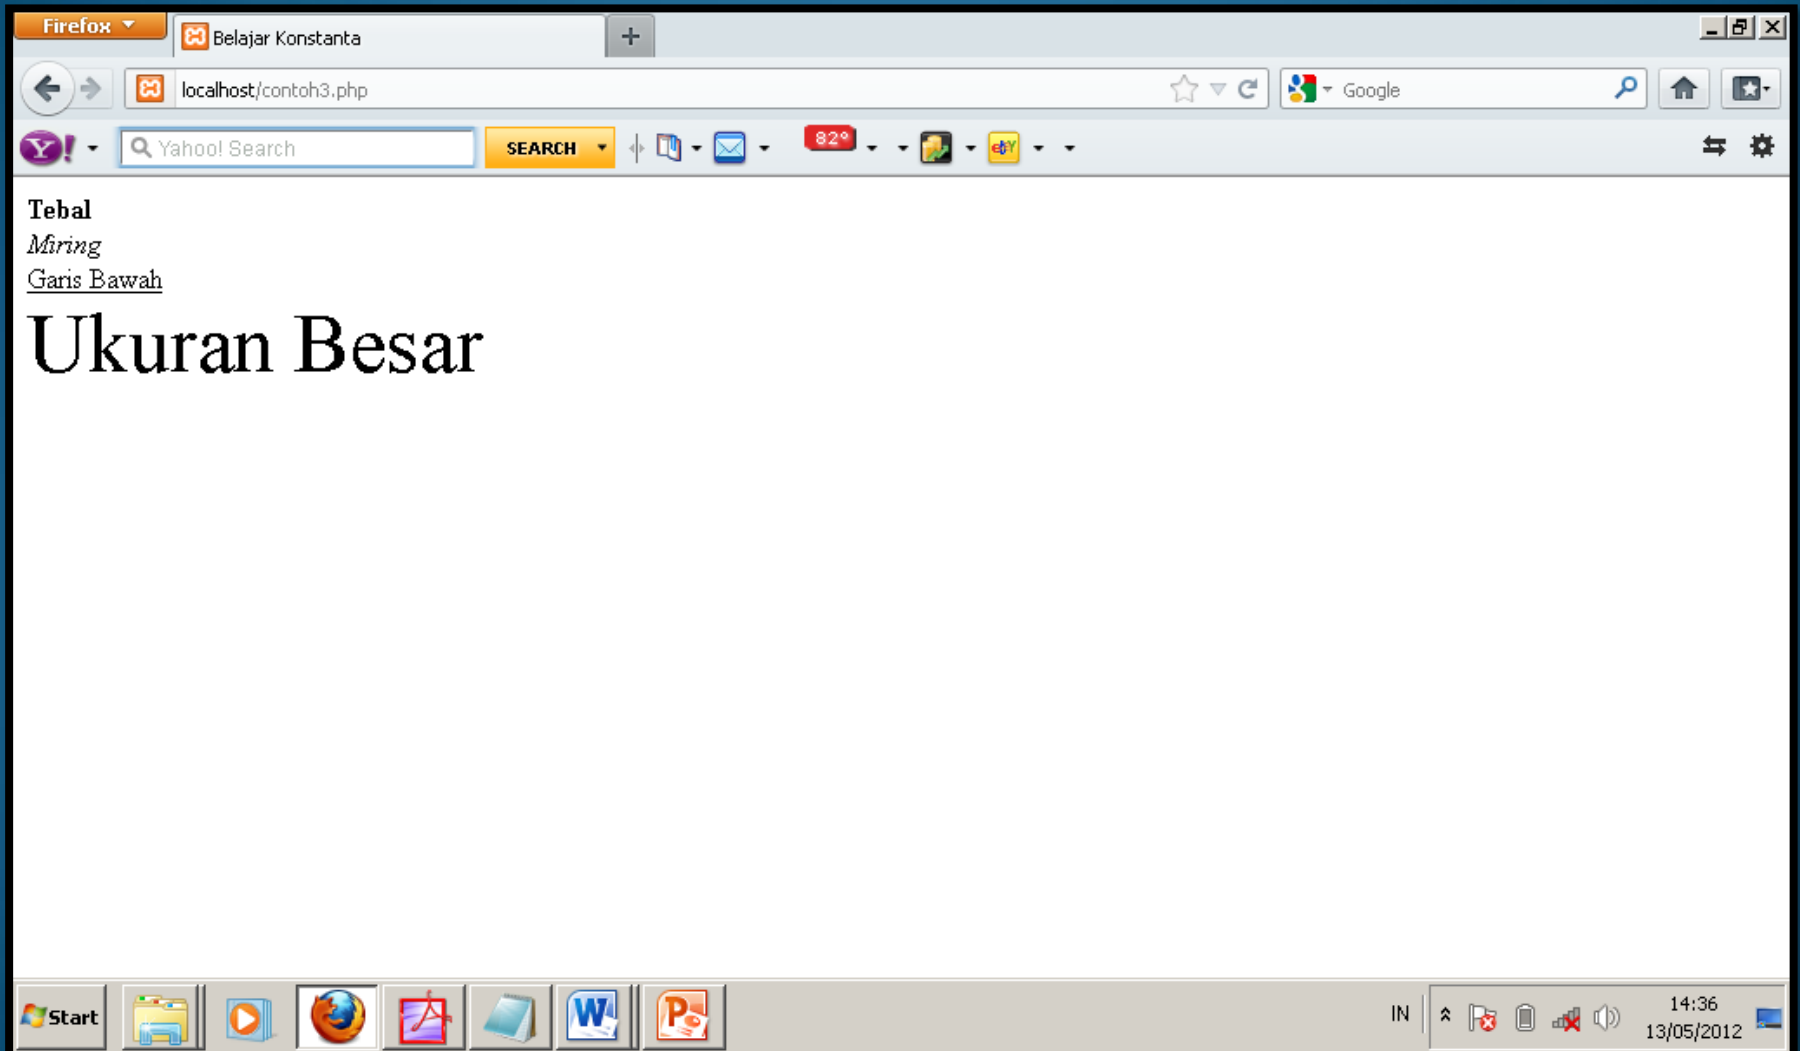 Firefox
Belajar Konstanta
+
localhost/contoh3.php
Google
Y!
Yahoo! Search
SEARCH
82°
ebY
Tebal
Miring
Garis Bawah
Ukuran Besar
Start
W
P
IN
14:36
13/05/2012